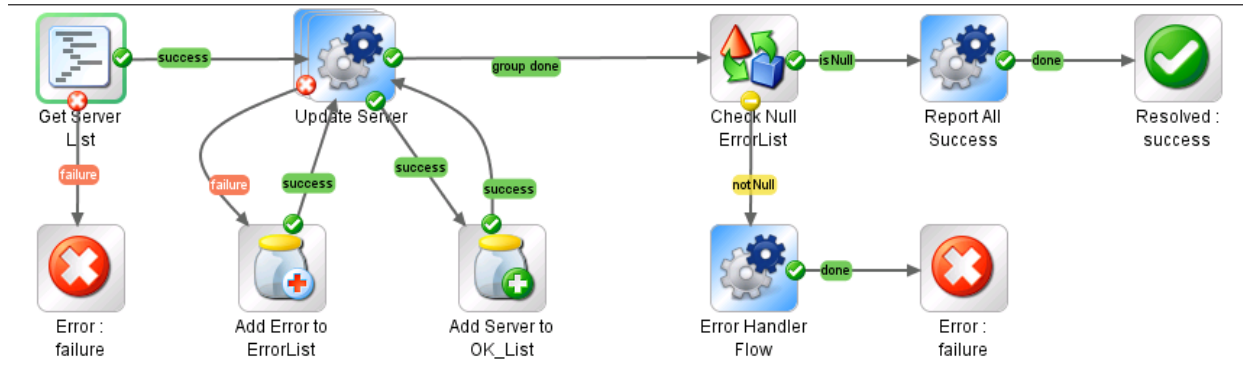 success
group done
isNull
done
Get Server
List
Update Server
Check Null
ErrorList
Report All
Success
Resolved :
success
failure
failure
success
success
success
notNull
done
Error :
failure
Add Error to
ErrorList
Add Server to
OK_List
Error Handler
Flow
Error :
failure